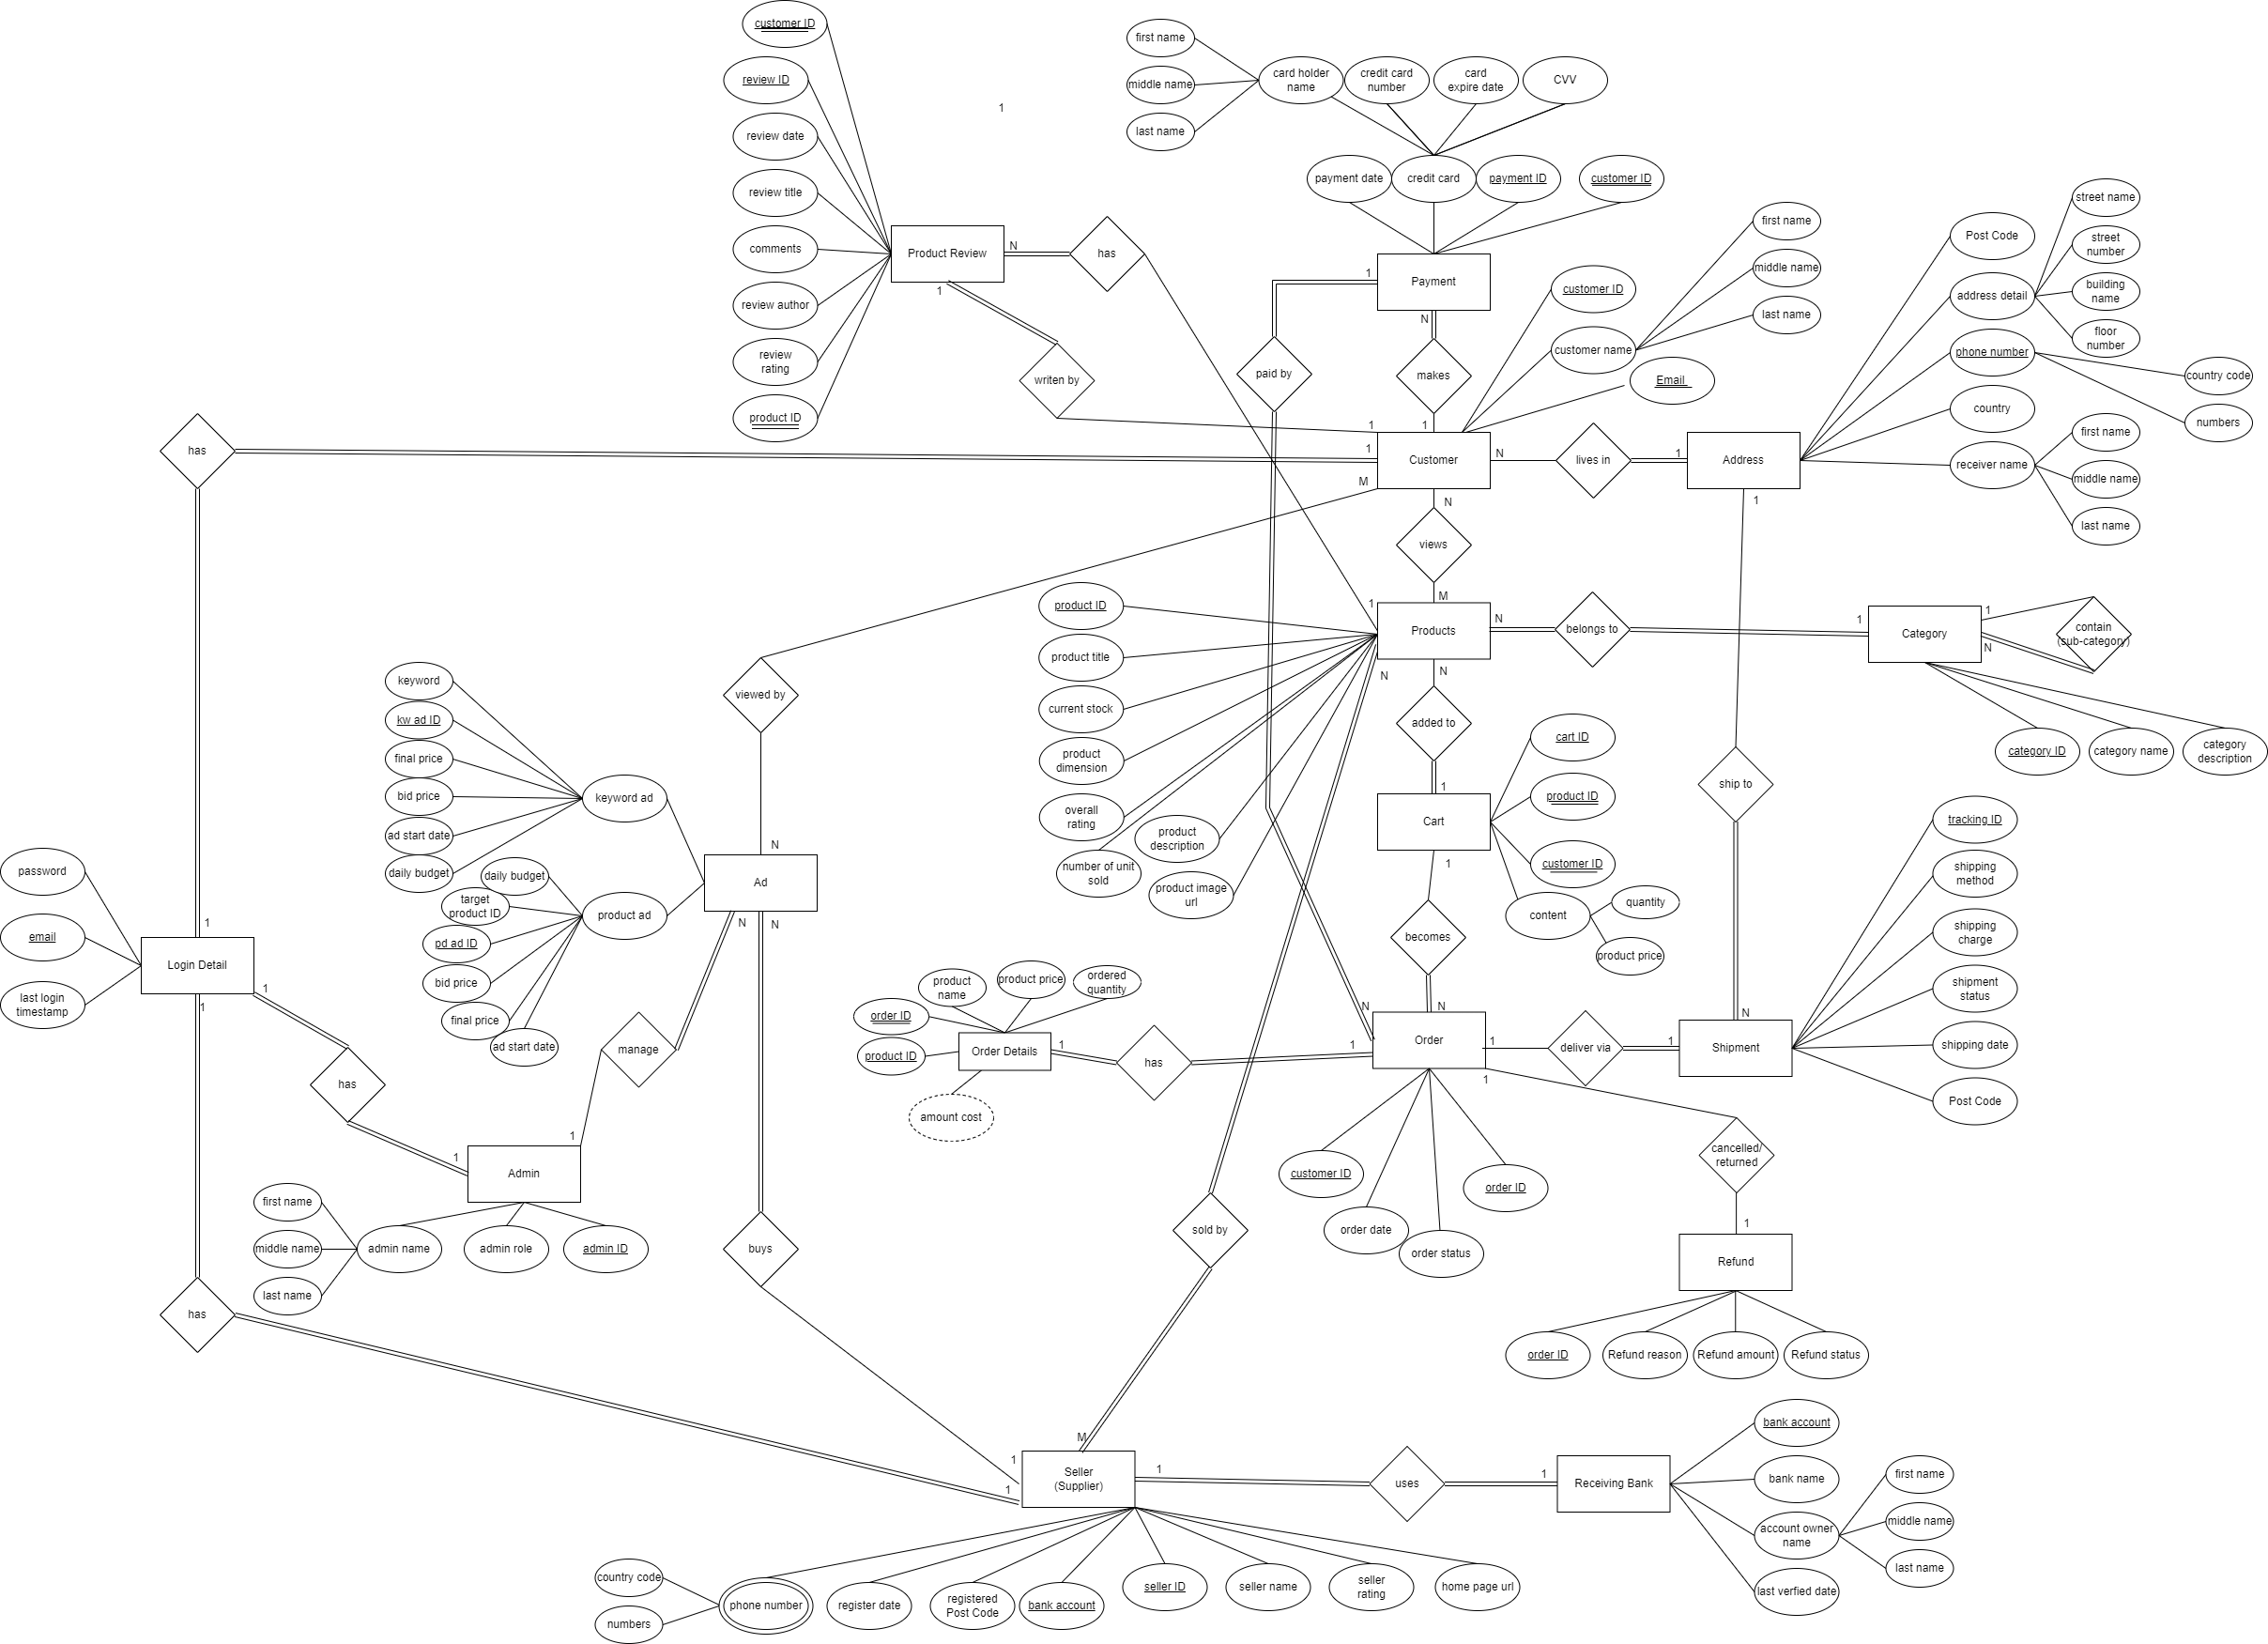 customer ID
review ID
review date
review title
comments
review author
review
rating
product ID
1
Product Review
N
1
has
writen by
first name
middle name
last name
card holder
name
credit card
number
card
expire date
CVV
payment date
credit card
payment ID
customer ID
Payment
1
N
paid by
makes
1
1
1
M
Customer
N
N
customer ID
customer name
Email
first name
middle name
last name
lives in
1
Address
1
Post Code
address detail
phone number
country
receiver name
street name
street
number
building
name
floor
number
country code
numbers
first name
middle name
last name
has
views
M
1
Products
N
N
N
product ID
product title
current stock
product
dimension
overall
rating
number of unit
sold
product
description
product image
url
belongs to
1
Category
1
N
contain
(sub-category)
category ID
category name
category
description
viewed by
added to
1
Cart
1
cart ID
product ID
customer ID
content
quantity
product price
ship to
keyword
kw ad ID
final price
bid price
ad start date
daily budget
keyword ad
daily budget
target
product ID
pd ad ID
bid price
final price
ad start date
product ad
N
Ad
N
N
password
email
last login
timestamp
1
Login Detail
1
1
becomes
N
N
Order
1
1
1
tracking ID
shipping
method
shipping
charge
shipment
status
shipping date
Post Code
N
1
Shipment
deliver via
order ID
product ID
product
name
product price
ordered
quantity
Order Details
1
has
amount cost
manage
has
1
1
Admin
first name
middle name
last name
admin name
admin role
admin ID
customer ID
order date
order status
order ID
cancelled/
returned
1
Refund
order ID
Refund reason
Refund amount
Refund status
has
buys
sold by
M
1
1
Seller
(Supplier)
1
uses
1
Receiving Bank
bank account
bank name
account owner
name
last verfied date
first name
middle name
last name
country code
numbers
phone number
register date
registered
Post Code
bank account
seller ID
seller name
seller
rating
home page url